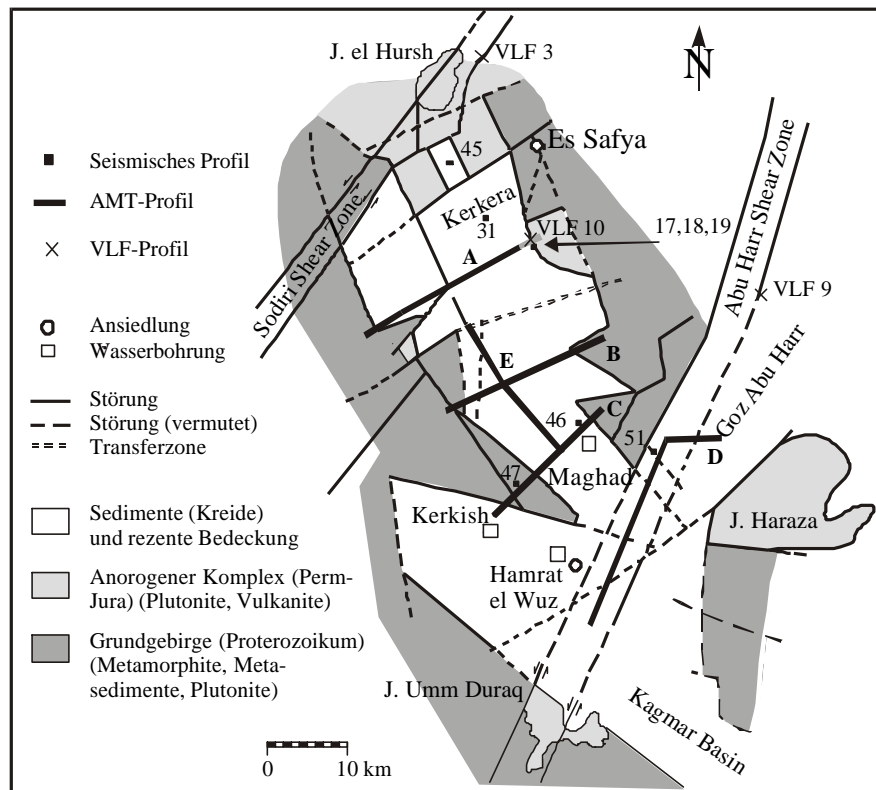 J. el Hursh
VLF 3
N
Es Safya
45
Kerkera
31
VLF 10
17,18,19
A
Sodiri Shear Zone
Abu Harr Shear Zone
VLF 9
Goz Abu Harr
B
E
C
46
51
D
Maghad
47
Kerkish
J. Haraza
Hamrat
el Wuz
J. Umm Duraq
Kagmar Basin
Seismisches Profil
AMT-Profil
VLF-Profil
Ansiedlung
Wasserbohrung
Störung
Störung (vermutet)
Transferzone
Sedimente (Kreide)
und rezente Bedeckung
Anorogener Komplex (Perm-
Jura) (Plutonite, Vulkanite)
Grundgebirge (Proterozoikum)
(Metamorphite, Meta-
sedimente, Plutonite)
0 10 km